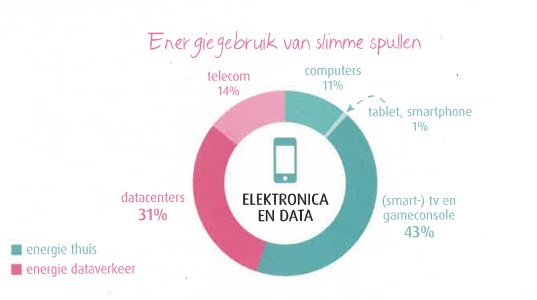 Energiegebruik van slimme spullen
telecom
14%
computers
11%
tablet, smartphone
1%
datacenters
31%
ELEKTRONICA
EN DATA
(smart-) tv en
gameconsole
43%
energie thuis
energie dataverkeer